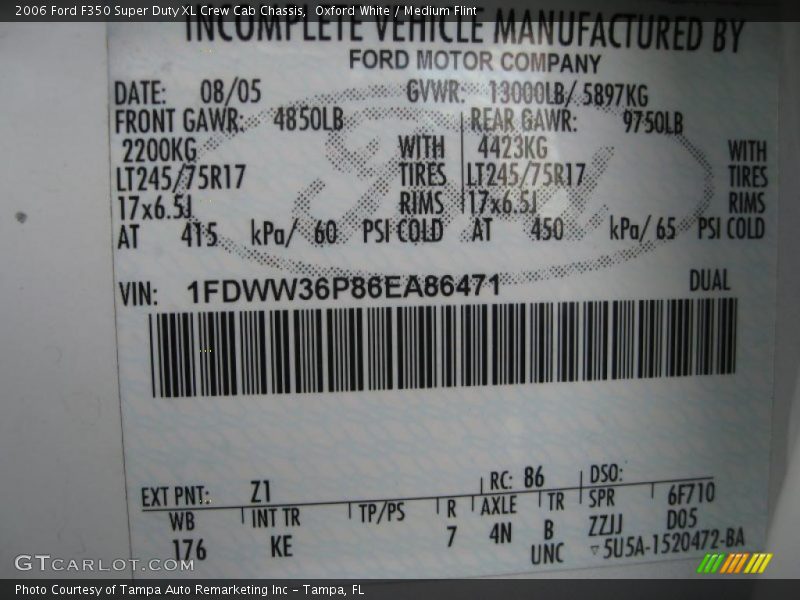 2006 Ford F350 Super Duty XL Crew Cab Chassis,  Oxford White / Medium Flint
INCOMPLETE VEHICLE MANUFACTURED BY
FORD MOTOR COMPANY
DATE: 08/05 GVWR: 13000LB/ 5897KG
FRONT GAWR: 4850LB REAR GAWR: 9750LB
2200KG WITH 4423KG WITH
LT245/75R17 TIRES LT245/75R17 TIRES
17x6.5J RIMS 17x6.5J RIMS
AT 415 kPa/ 60 PSI COLD AT 450 kPa/ 65 PSI COLD
VIN: 1FDWW36P86EA86471 DUAL
EXT PNT: Z1 RC: 86 DSO:
WB INT TR TP/PS R AXLE TR SPR 6F710
176 KE 7 4N B ZZJJ D05
UNC ▿5U5A-1520472-BA
GTCARLOT.COM
Photo Courtesy of Tampa Auto Remarketing Inc – Tampa, FL